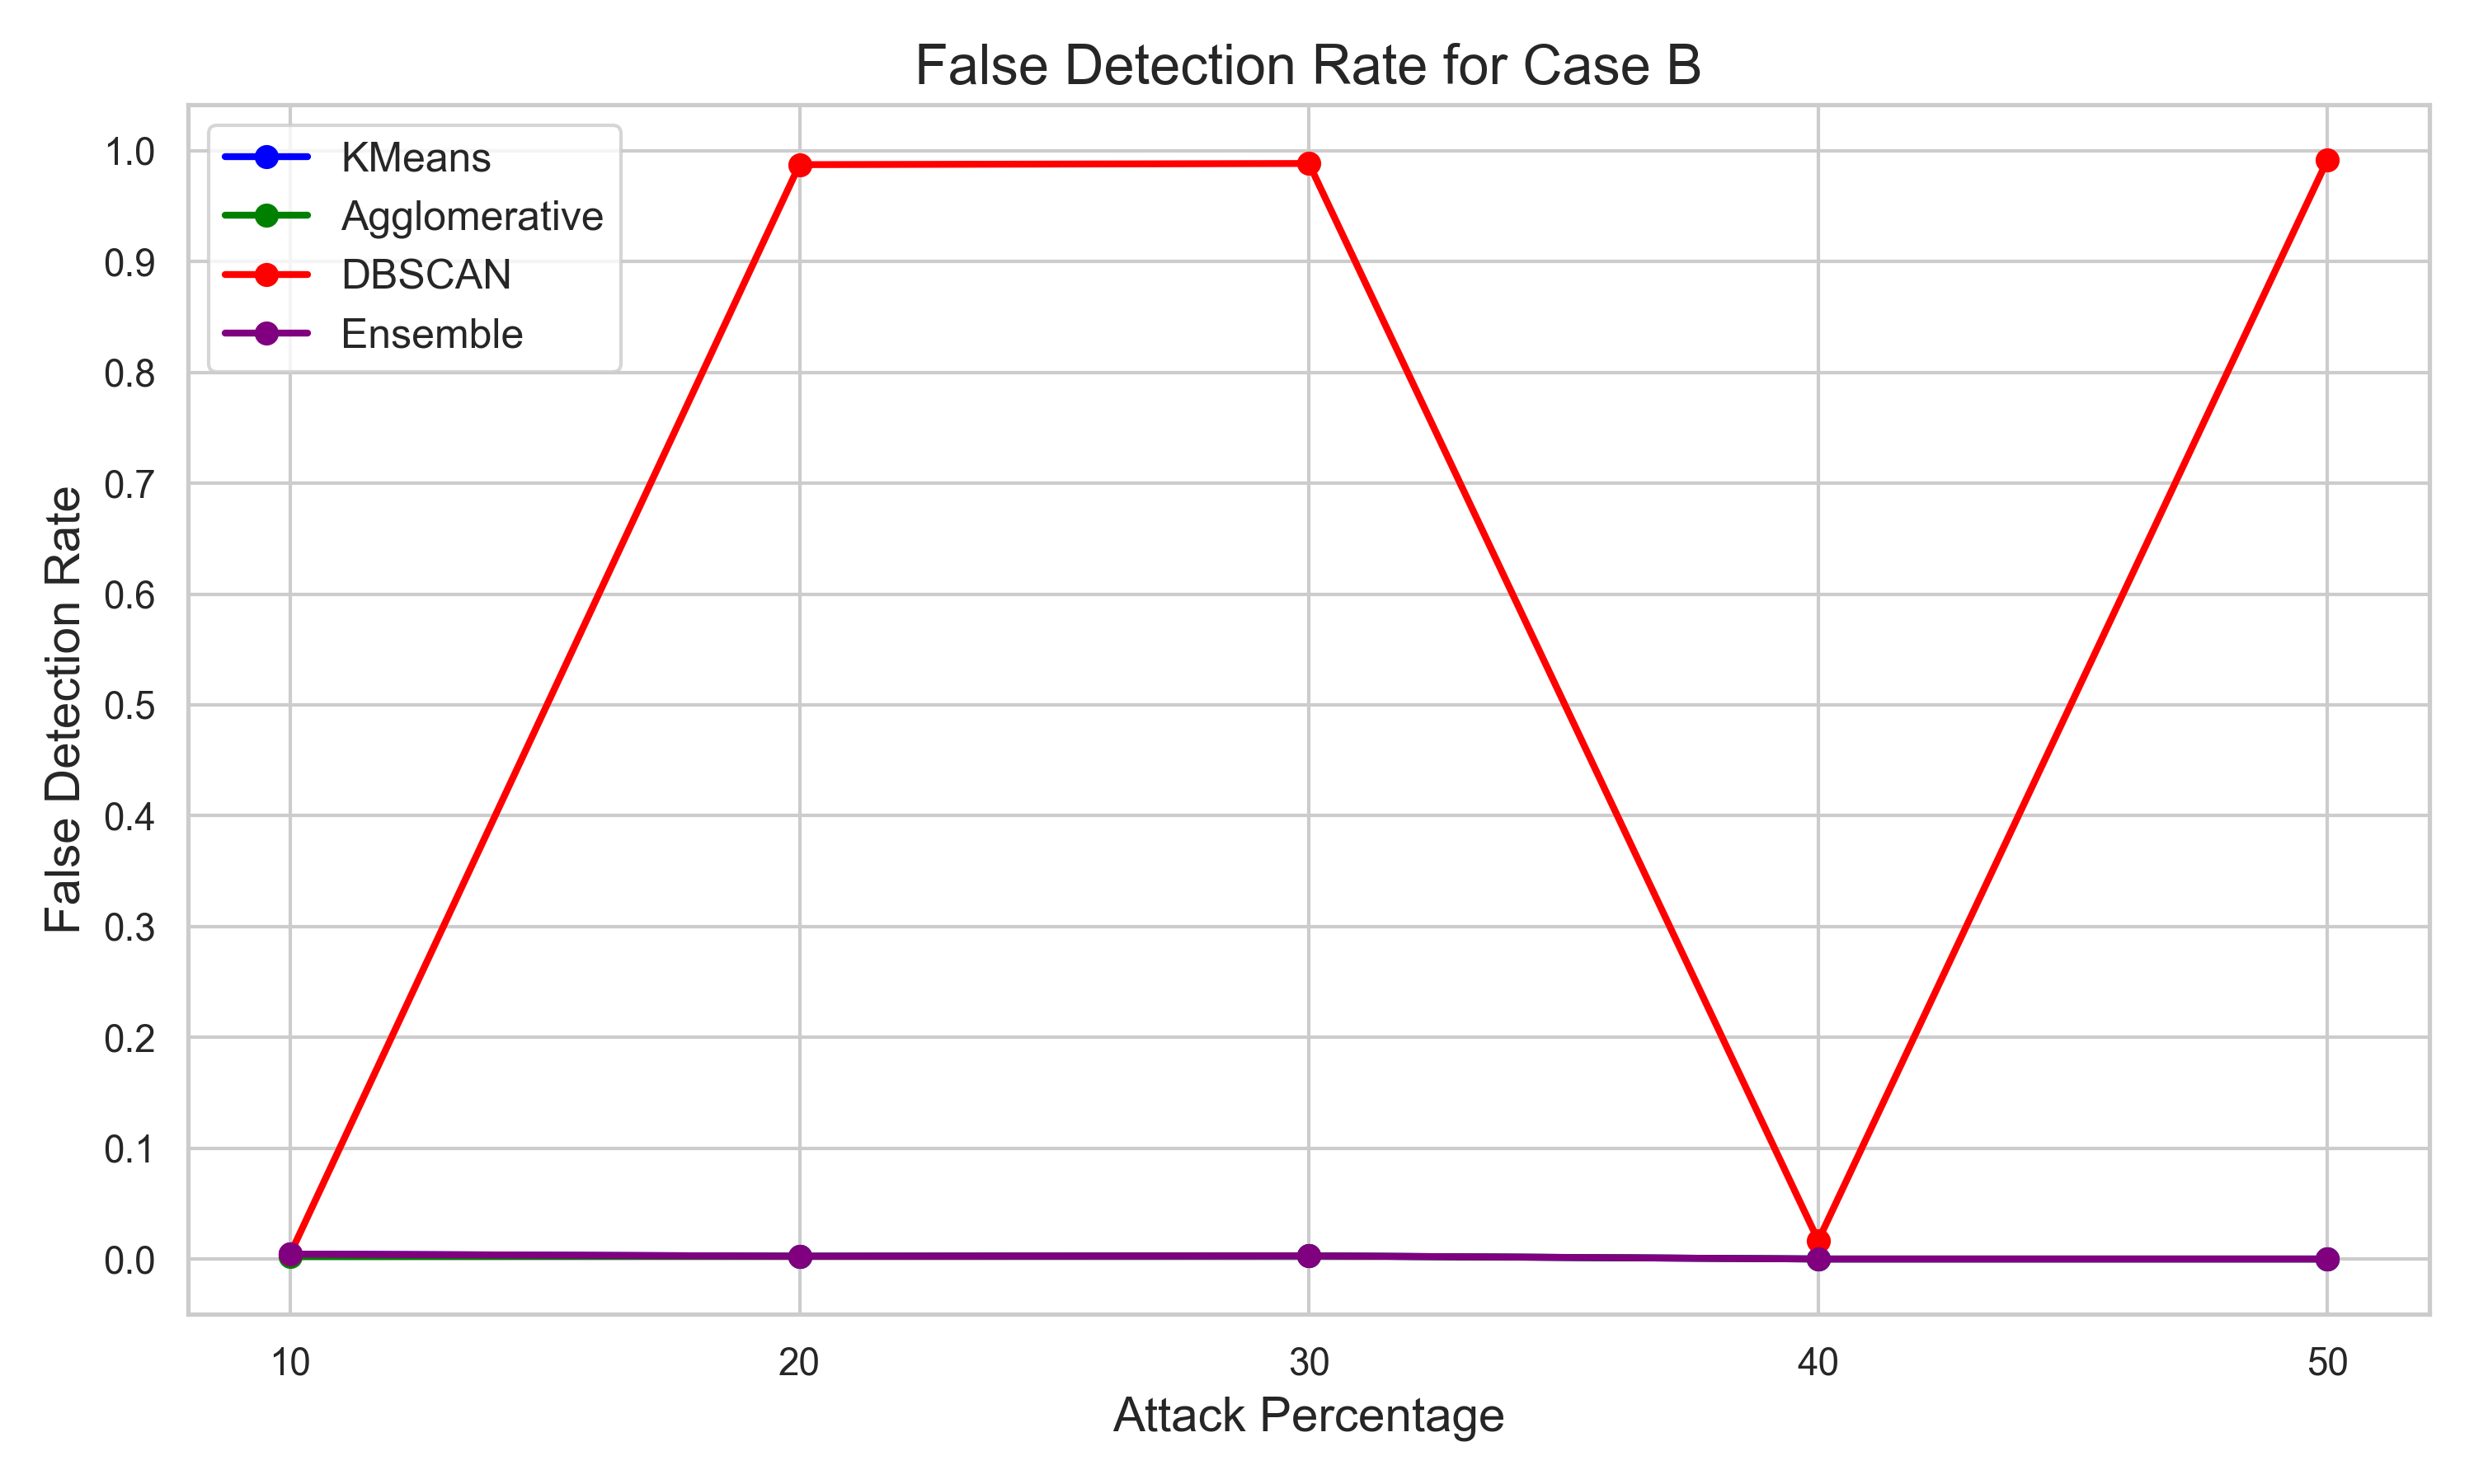 False Detection Rate for Case B
KMeans
Agglomerative
DBSCAN
Ensemble
1.0
0.9
0.8
0.7
0.6
0.5
0.4
0.3
0.2
0.1
0.0
False Detection Rate
10 20 30 40 50
Attack Percentage